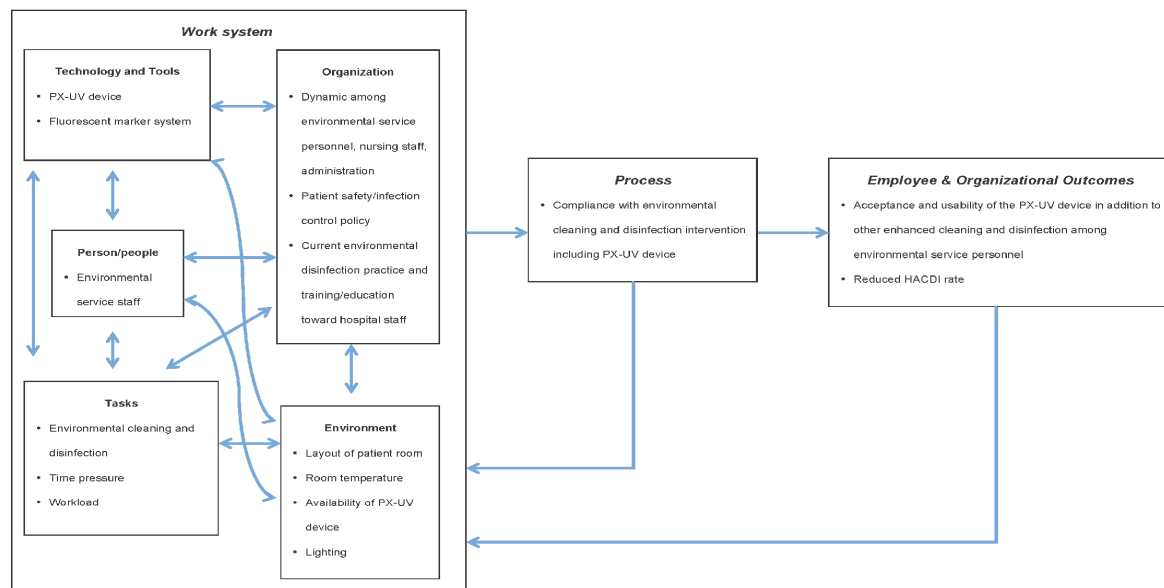 Work system
Technology and Tools
• PX-UV device
• Fluorescent marker system
Organization
• Dynamic among
environmental service
personnel, nursing staff,
administration
• Patient safety/infection
control policy
• Current environmental
disinfection practice and
training/education
toward hospital staff
Person/people
• Environmental
service staff
Tasks
• Environmental cleaning and
disinfection
• Time pressure
• Workload
Environment
• Layout of patient room
• Room temperature
• Availability of PX-UV
device
• Lighting
Process
• Compliance with environmental
cleaning and disinfection intervention
including PX-UV device
Employee & Organizational Outcomes
• Acceptance and usability of the PX-UV device in addition to
other enhanced cleaning and disinfection among
environmental service personnel
• Reduced HACDI rate